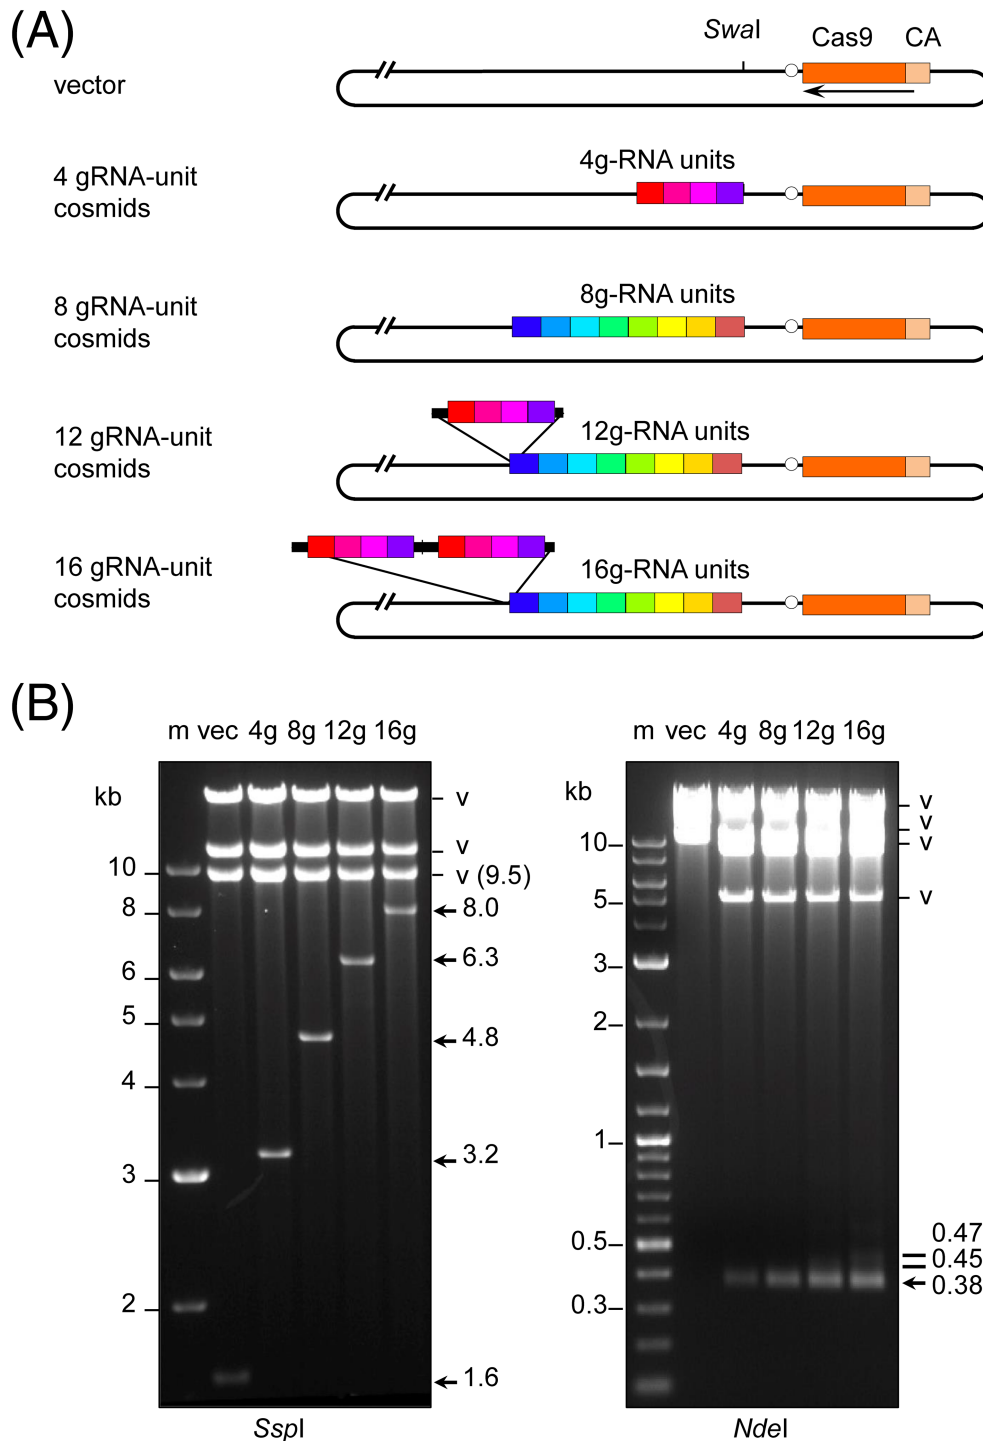 (A)
SwaI Cas9 CA
vector
4g-RNA units
4 gRNA-unit
cosmids
8g-RNA units
8 gRNA-unit
cosmids
12g-RNA units
12 gRNA-unit
cosmids
16g-RNA units
16 gRNA-unit
cosmids
(B)
m vec 4g 8g 12g 16g
kb
10
8
6
5
4
3
2
v
v
v (9.5)
8.0
6.3
4.8
3.2
1.6
SspI
m vec 4g 8g 12g 16g
kb
10
5
3
2
1
0.5
0.3
v
v
v
v
0.47
0.45
0.38
NdeI